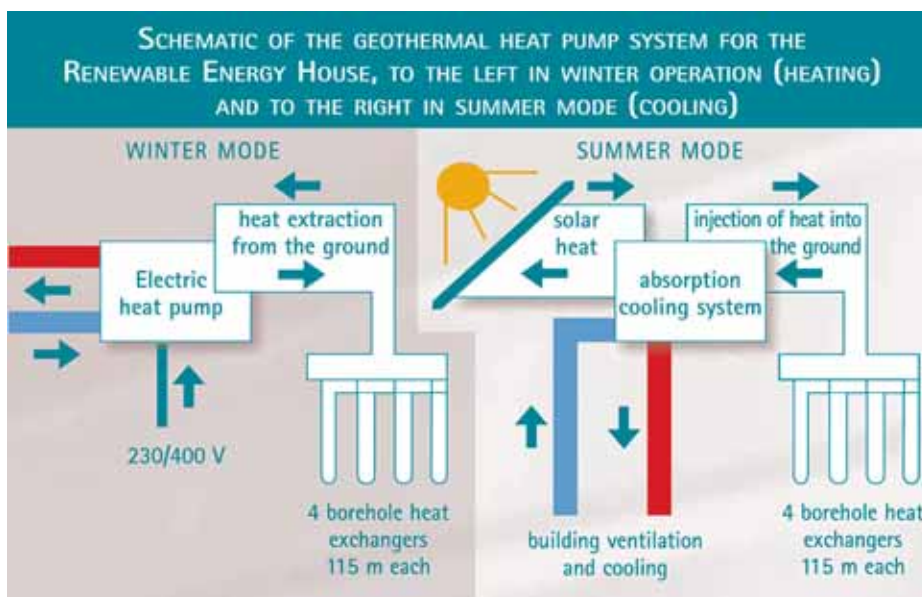 SCHEMATIC OF THE GEOTHERMAL HEAT PUMP SYSTEM FOR THE
RENEWABLE ENERGY HOUSE, TO THE LEFT IN WINTER OPERATION (HEATING)
AND TO THE RIGHT IN SUMMER MODE (COOLING)
WINTER MODE
heat extraction
from the ground
Electric
heat pump
230/400 V
4 borehole heat
exchangers
115 m each
SUMMER MODE
solar
heat
injection of heat into
the ground
absorption
cooling system
building ventilation
and cooling
4 borehole heat
exchangers
115 m each